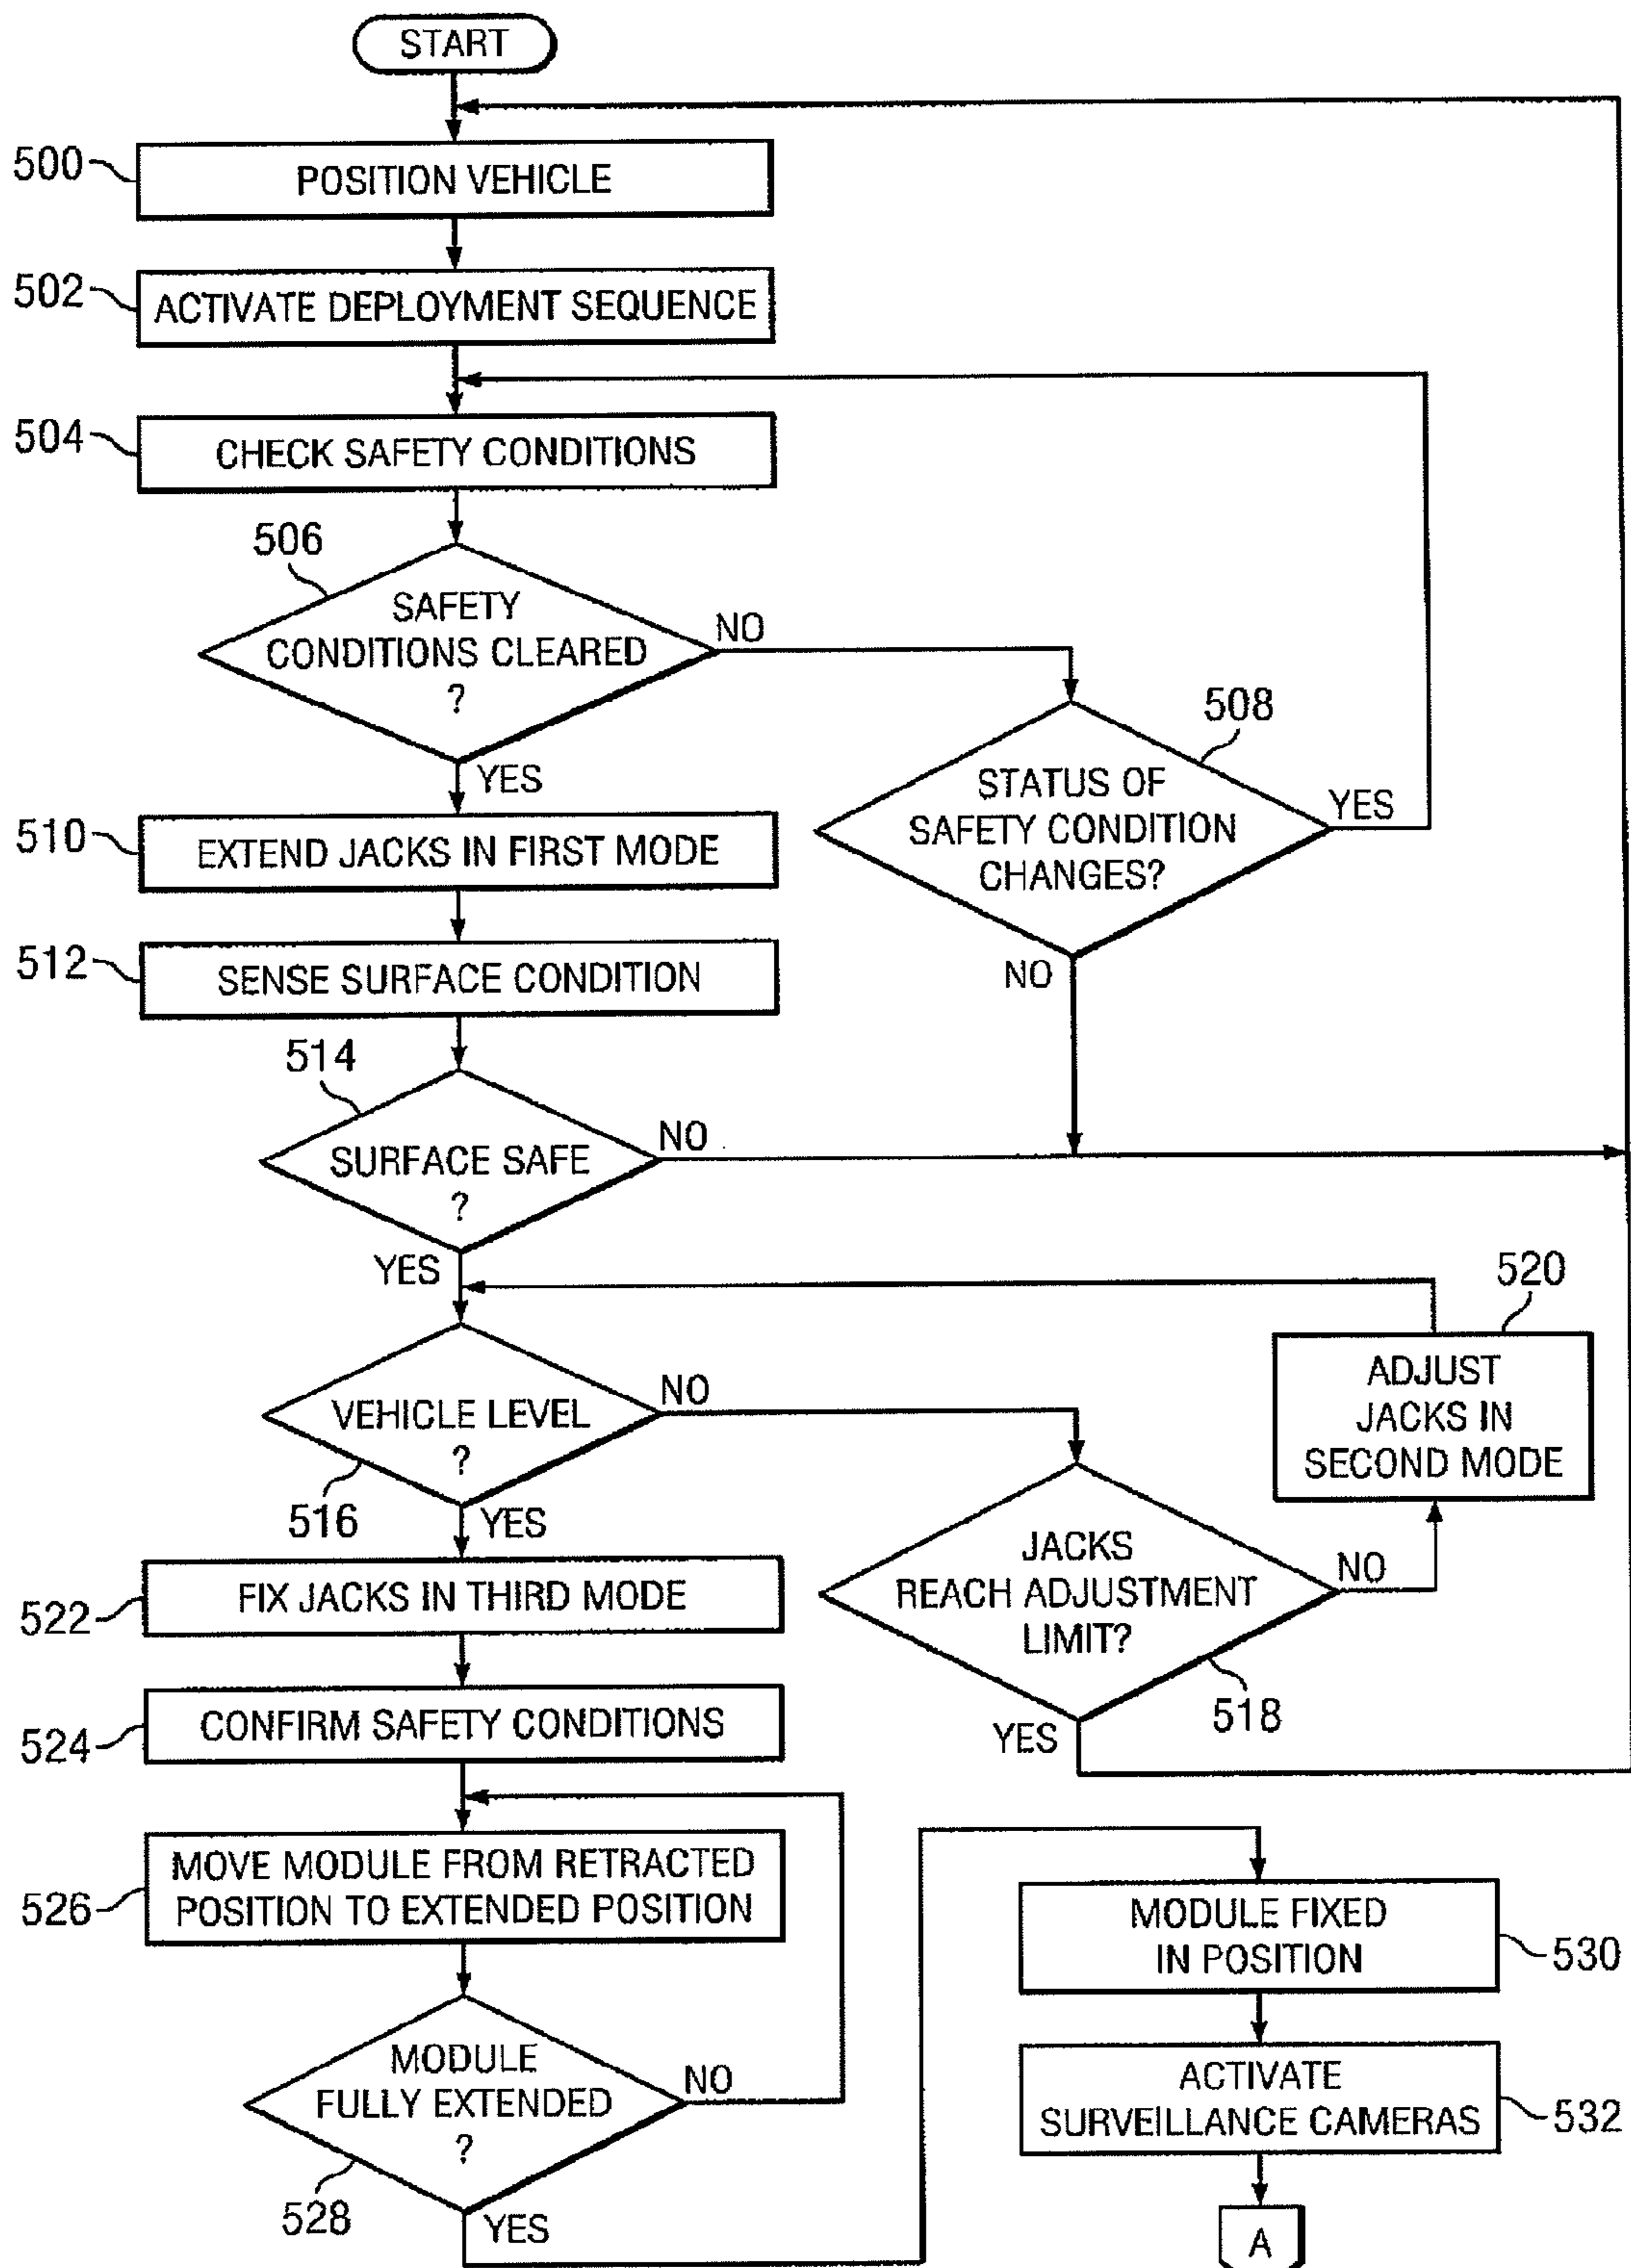 START
500
POSITION VEHICLE
502
ACTIVATE DEPLOYMENT SEQUENCE
504
CHECK SAFETY CONDITIONS
506
SAFETY
CONDITIONS CLEARED
?
NO
YES
508
STATUS OF
SAFETY CONDITION
CHANGES?
YES
NO
510
EXTEND JACKS IN FIRST MODE
512
SENSE SURFACE CONDITION
514
SURFACE SAFE
?
NO
YES
516
VEHICLE LEVEL
?
NO
YES
518
JACKS
REACH ADJUSTMENT
LIMIT?
NO
YES
520
ADJUST
JACKS IN
SECOND MODE
522
FIX JACKS IN THIRD MODE
524
CONFIRM SAFETY CONDITIONS
526
MOVE MODULE FROM RETRACTED
POSITION TO EXTENDED POSITION
528
MODULE
FULLY EXTENDED
?
NO
YES
MODULE FIXED
IN POSITION
530
ACTIVATE
SURVEILLANCE CAMERAS
532
A